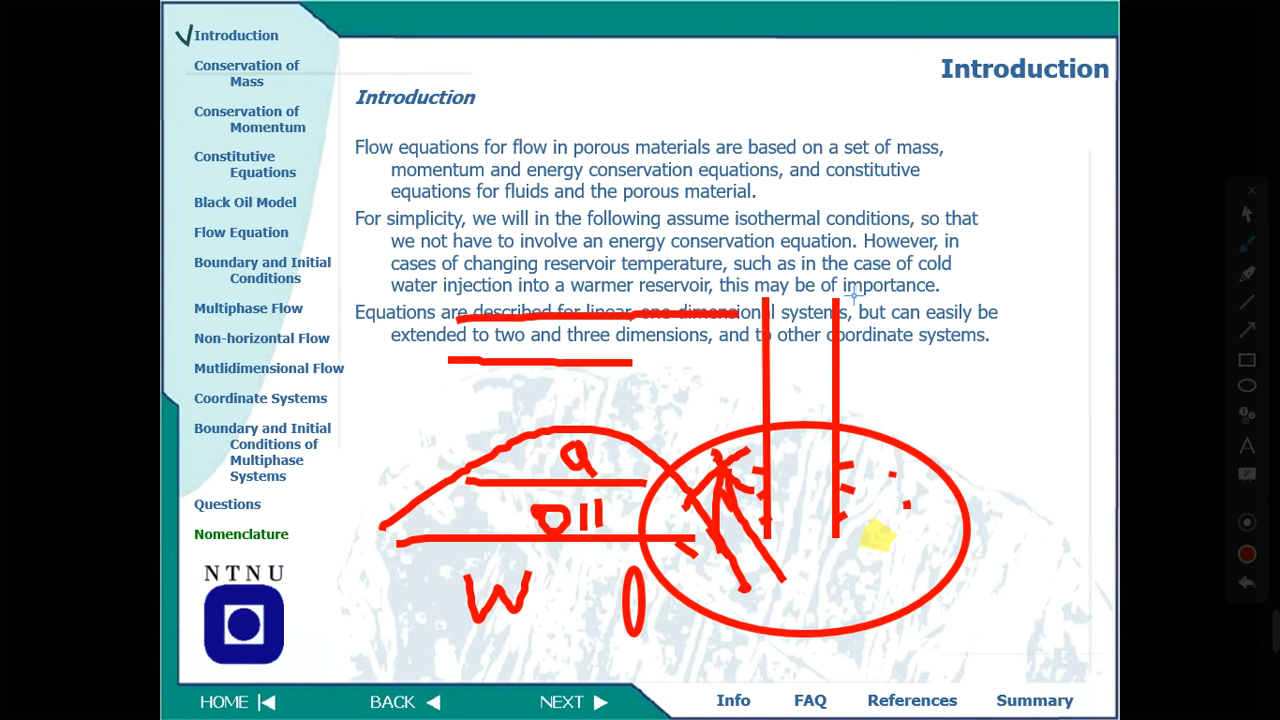 Introduction
Conservation of
Mass
Conservation of
Momentum
Constitutive
Equations
Black Oil Model
Flow Equation
Boundary and Initial
Conditions
Multiphase Flow
Non-horizontal Flow
Mutlidimensional Flow
Coordinate Systems
Boundary and Initial
Conditions of
Multiphase
Systems
Questions
Nomenclature
NTNU
Introduction
Introduction
Flow equations for flow in porous materials are based on a set of mass,
momentum and energy conservation equations, and constitutive
equations for fluids and the porous material.
For simplicity, we will in the following assume isothermal conditions, so that
we not have to involve an energy conservation equation. However, in
cases of changing reservoir temperature, such as in the case of cold
water injection into a warmer reservoir, this may be of importance.
Equations are described for linear, one-dimensional systems, but can easily be
extended to two and three dimensions, and to other coordinate systems.
W
HOME
BACK
NEXT
Info
FAQ
References
Summary
A